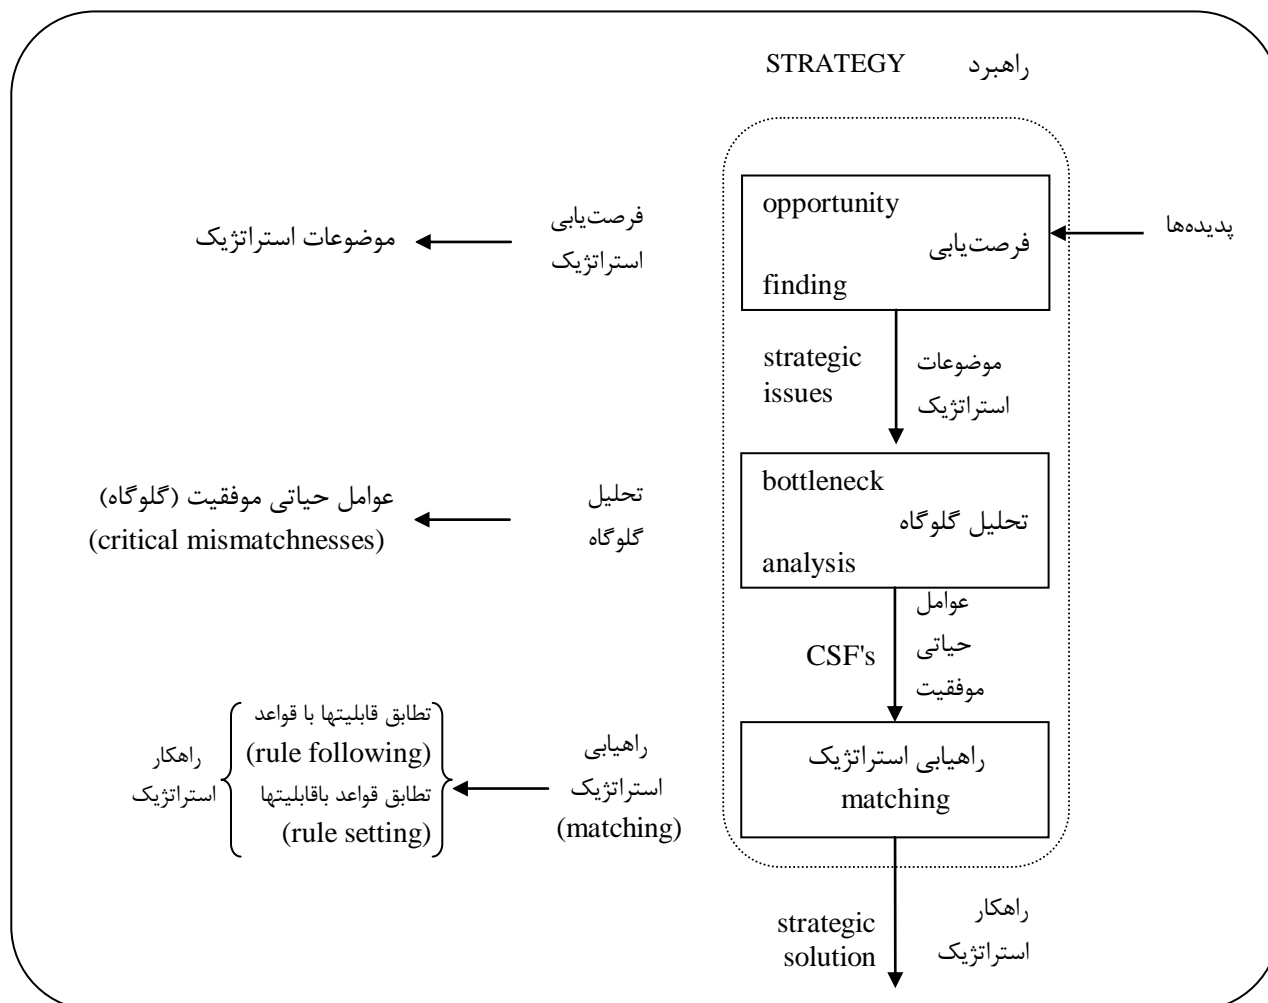 راهبرد STRATEGY
پدیده‌ها
opportunity
فرصت‌یابی
finding
فرصت‌یابی
استراتژیک
موضوعات استراتژیک
strategic
issues
موضوعات
استراتژیک
bottleneck
تحلیل گلوگاه
analysis
تحلیل
گلوگاه
عوامل حیاتی موفقیت (گلوگاه)
(critical mismatchnesses)
CSF's
عوامل
حیاتی
موفقیت
راهیابی استراتژیک
matching
راهیابی
استراتژیک
(matching)
تطابق قابلیتها با قواعد
(rule following)
تطابق قواعد باقابلیتها
(rule setting)
راهکار
استراتژیک
strategic
solution
راهکار
استراتژیک